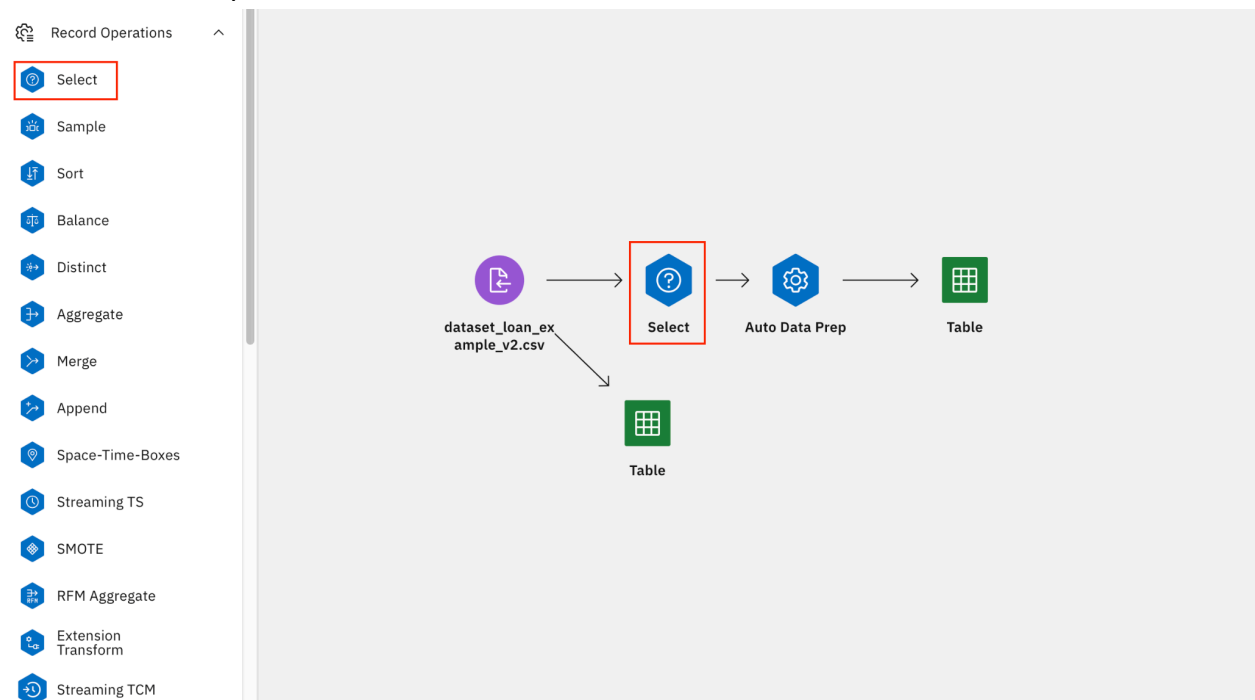 Record Operations
Select
Sample
Sort
Balance
Distinct
Aggregate
Merge
Append
Space-Time-Boxes
Streaming TS
SMOTE
RFM Aggregate
Extension
Transform
Streaming TCM
dataset_loan_ex
ample_v2.csv
Select
Auto Data Prep
Table
Table